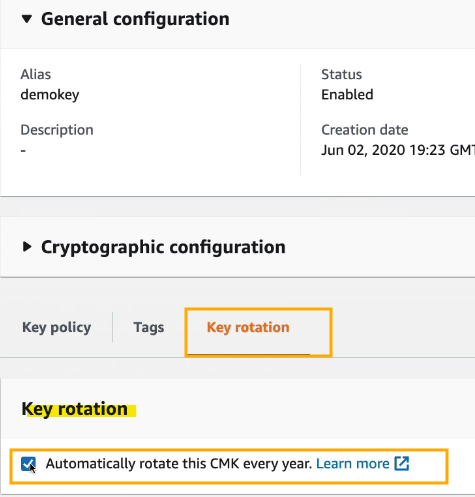 General configuration
Alias
demokey
Status
Enabled
Description
-
Creation date
Jun 02, 2020 19:23 GMT
Cryptographic configuration
Key policy Tags Key rotation
Key rotation
Automatically rotate this CMK every year. Learn more